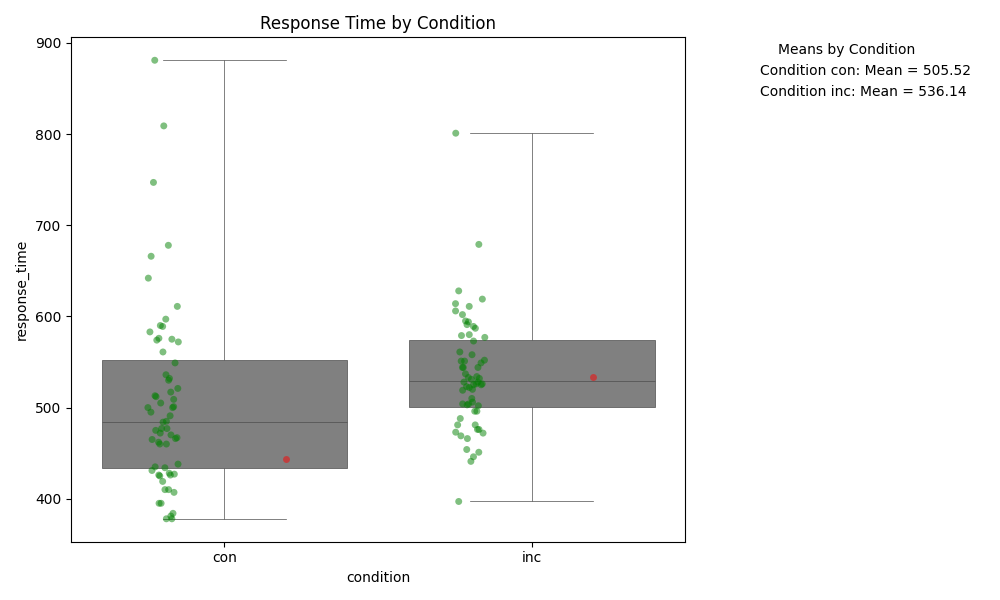 Response Time by Condition
Means by Condition
Condition con: Mean = 505.52
Condition inc: Mean = 536.14
response_time
900
800
700
600
500
400
con
inc
condition